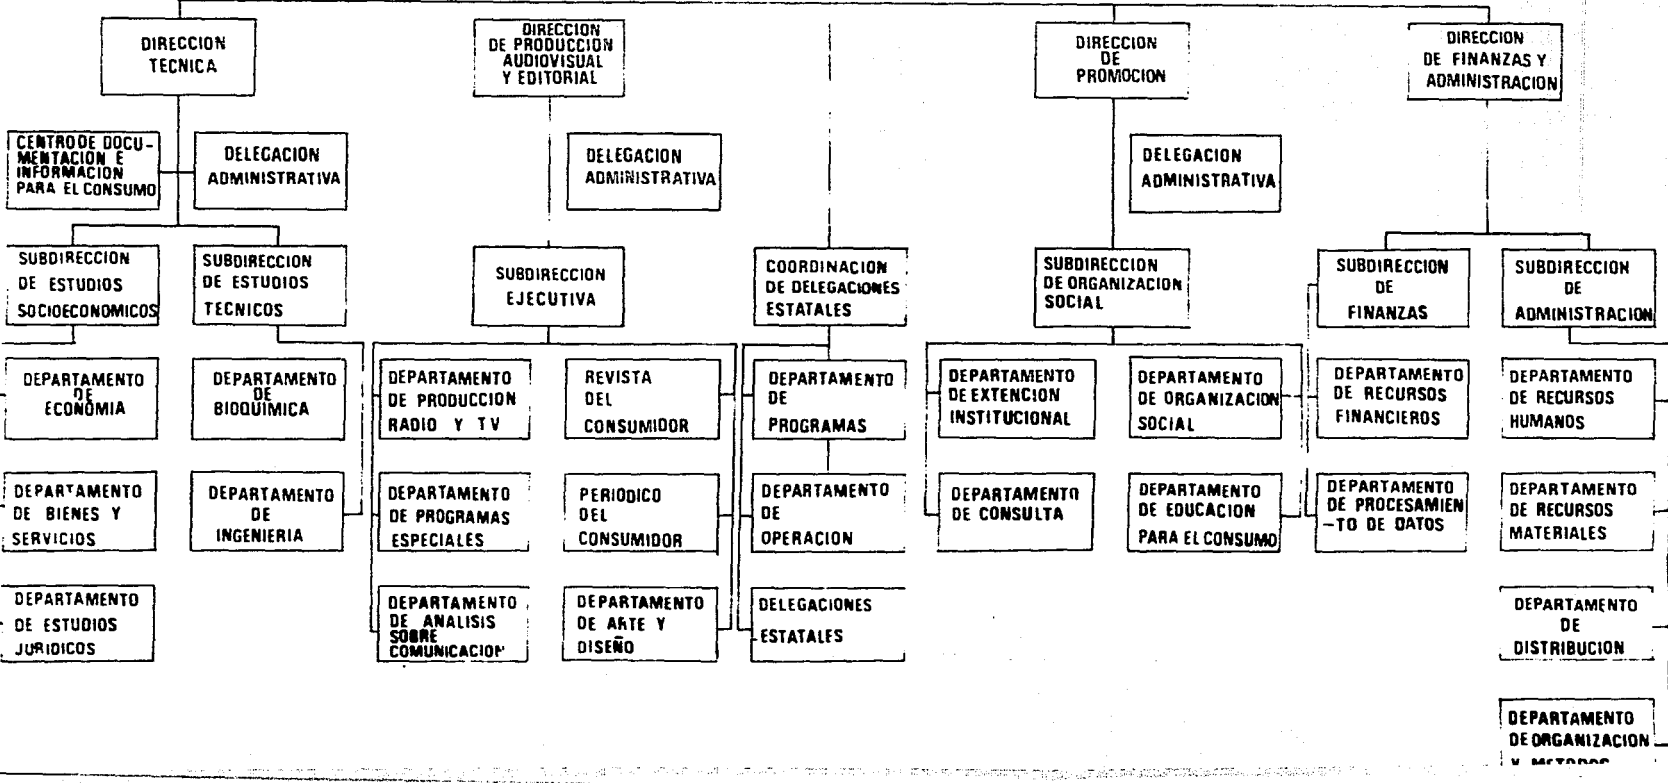 DIRECCION
TECNICA
DIRECCION
DE PRODUCCION
AUDIOVISUAL
Y EDITORIAL
DIRECCION
DE
PROMOCION
DIRECCION
DE FINANZAS Y
ADMINISTRACION
CENTRO DE DOCU-
MENTACION E
INFORMACION
PARA EL CONSUMO
DELEGACION
ADMINISTRATIVA
DELEGACION
ADMINISTRATIVA
DELEGACION
ADMINISTRATIVA
SUBDIRECCION
DE ESTUDIOS
SOCIOECONOMICOS
SUBDIRECCION
DE ESTUDIOS
TECNICOS
SUBDIRECCION
EJECUTIVA
COORDINACION
DE DELEGACIONES
ESTATALES
SUBDIRECCION
DE ORGANIZACION
SOCIAL
SUBDIRECCION
DE
FINANZAS
SUBDIRECCION
DE
ADMINISTRACION
DEPARTAMENTO
DE
ECONOMIA
DEPARTAMENTO
DE
BIOQUIMICA
DEPARTAMENTO
DE PRODUCCION
RADIO Y TV
REVISTA
DEL
CONSUMIDOR
DEPARTAMENTO
DE
PROGRAMAS
DEPARTAMENTO
DE EXTENCION
INSTITUCIONAL
DEPARTAMENTO
DE ORGANIZACION
SOCIAL
DEPARTAMENTO
DE RECURSOS
FINANCIEROS
DEPARTAMENTO
DE RECURSOS
HUMANOS
DEPARTAMENTO
DE BIENES Y
SERVICIOS
DEPARTAMENTO
DE
INGENIERIA
DEPARTAMENTO
DE PROGRAMAS
ESPECIALES
PERIODICO
DEL
CONSUMIDOR
DEPARTAMENTO
DE
OPERACION
DEPARTAMENTO
DE CONSULTA
DEPARTAMENTO
DE EDUCACION
PARA EL CONSUMO
DEPARTAMENTO
DE PROCESAMIEN
-TO DE DATOS
DEPARTAMENTO
DE RECURSOS
MATERIALES
DEPARTAMENTO
DE ESTUDIOS
JURIDICOS
DEPARTAMENTO
DE ANALISIS
SOBRE
COMUNICACION
DEPARTAMENTO
DE ARTE Y
DISEÑO
DELEGACIONES
ESTATALES
DEPARTAMENTO
DE
DISTRIBUCION
DEPARTAMENTO
DE ORGANIZACION
Y METODOS